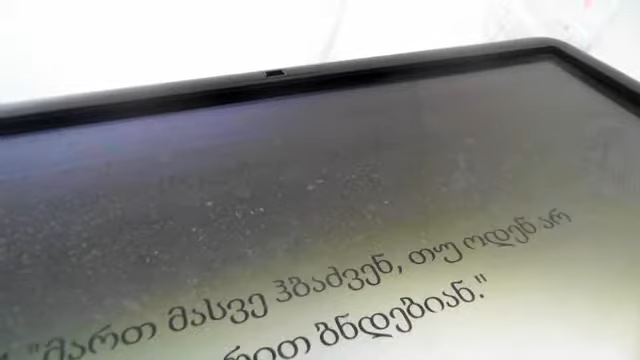 "მართ მასვე ჰბაძვენ, თუ ოდენ არ
ბნდებიან."